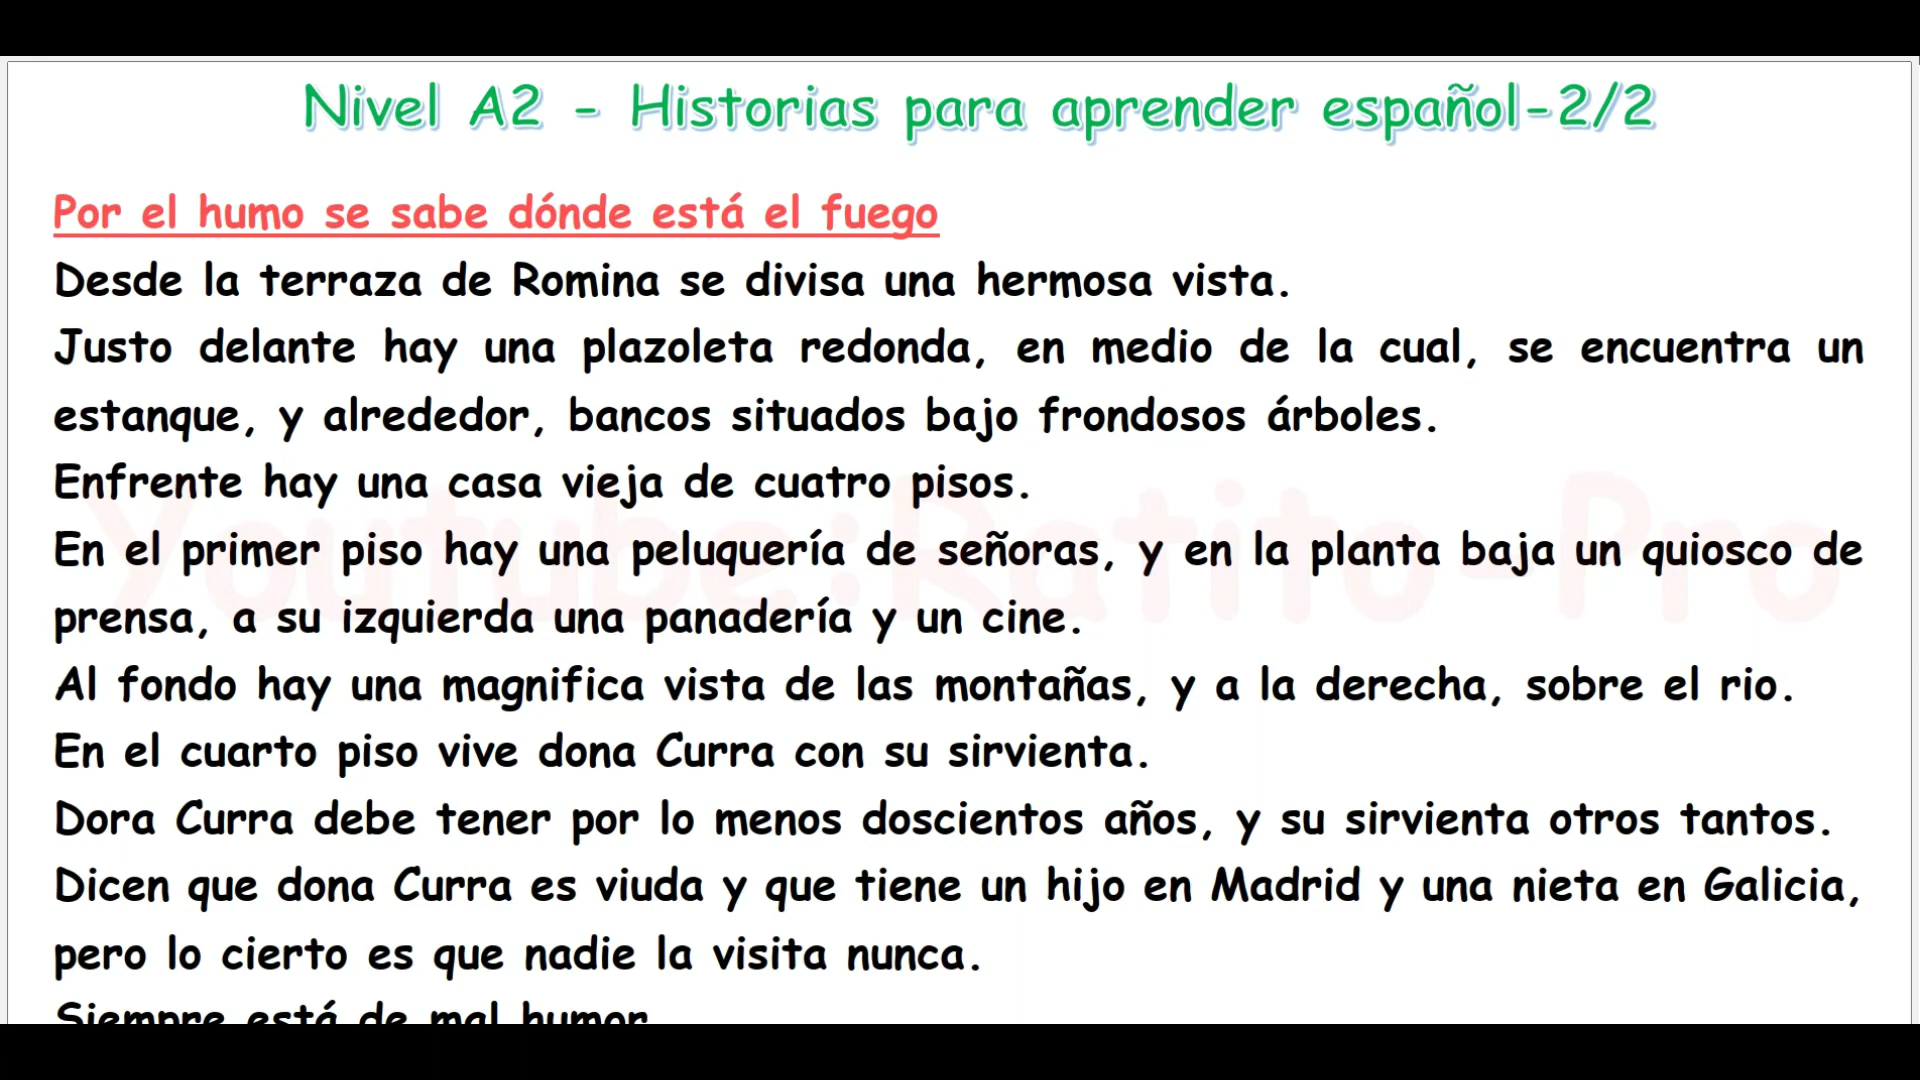 Nivel A2 - Historias para aprender español-2/2
Por el humo se sabe dónde está el fuego
Desde la terraza de Romina se divisa una hermosa vista.
Justo delante hay una plazoleta redonda, en medio de la cual, se encuentra un
estanque, y alrededor, bancos situados bajo frondosos árboles.
Enfrente hay una casa vieja de cuatro pisos.
En el primer piso hay una peluquería de señoras, y en la planta baja un quiosco de
prensa, a su izquierda una panadería y un cine.
Al fondo hay una magnifica vista de las montañas, y a la derecha, sobre el rio.
En el cuarto piso vive dona Curra con su sirvienta.
Dora Curra debe tener por lo menos doscientos años, y su sirvienta otros tantos.
Dicen que dona Curra es viuda y que tiene un hijo en Madrid y una nieta en Galicia,
pero lo cierto es que nadie la visita nunca.
Siempre está de mal humor
Youtube:Ratito-Pro